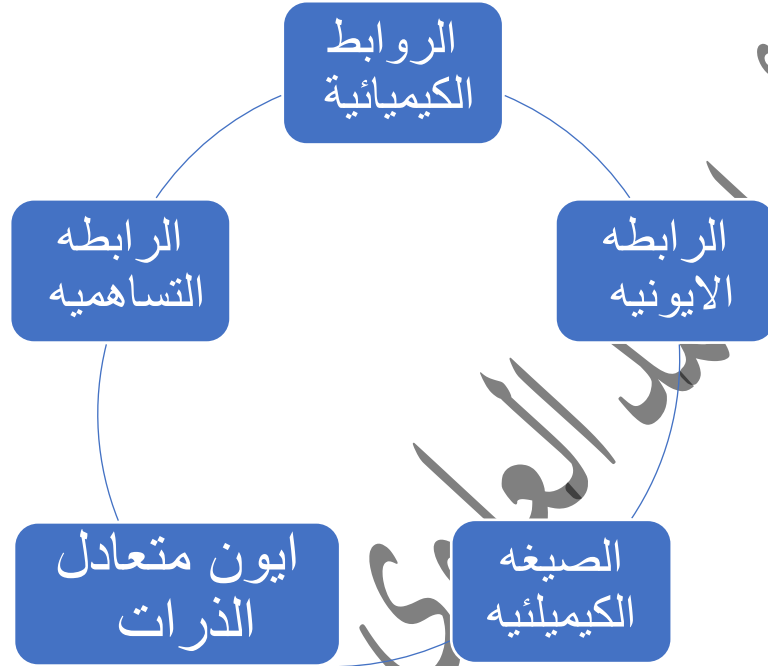 الروابط
الكيميائية
الرابطه
الايونيه
الصيغه
الكيميلئيه
ايون متعادل
الذرات
الرابطه
التساهميه